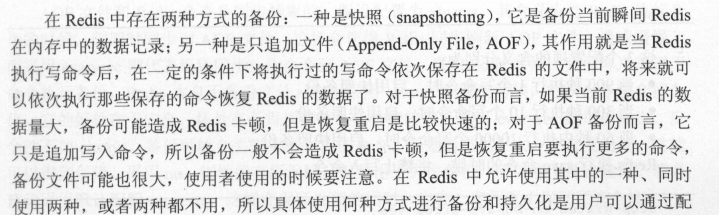 在 Redis 中存在两种方式的备份：一种是快照（snapshotting），它是备份当前瞬间 Redis
在内存中的数据记录；另一种是只追加文件（Append-Only File，AOF），其作用就是当 Redis
执行写命令后，在一定的条件下将执行过的写命令依次保存在 Redis 的文件中，将来就可
以依次执行那些保存的命令恢复 Redis 的数据了。对于快照备份而言，如果当前 Redis 的数
据量大，备份可能造成 Redis 卡顿，但是恢复重启是比较快速的；对于 AOF 备份而言，它
只是追加写入命令，所以备份一般不会造成 Redis 卡顿，但是恢复重启要执行更多的命令，
备份文件可能也很大，使用者使用的时候要注意。在 Redis 中允许使用其中的一种、同时
使用两种，或者两种都不用，所以具体使用何种方式进行备份和持久化是用户可以通过配